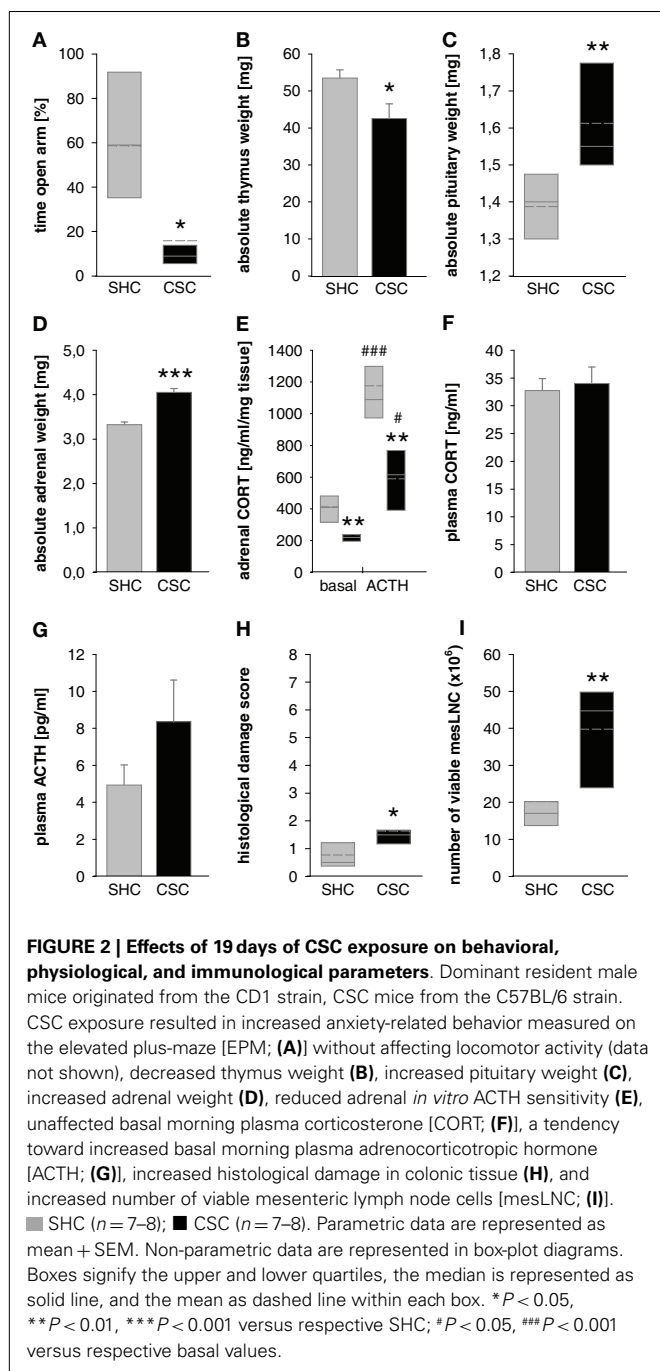 A
time open arm [%]
100
80
60
40
20
0
*
SHC CSC
B
absolute thymus weight [mg]
60
50
40
30
20
10
0
*
SHC CSC
C
absolute pituitary weight [mg]
1,8
1,7
1,6
1,5
1,4
1,3
1,2
**
SHC CSC
D
absolute adrenal weight [mg]
5,0
4,0
3,0
2,0
1,0
0,0
***
SHC CSC
E
adrenal CORT [ng/ml/mg tissue]
1400
1200
1000
800
600
400
200
0
###
#
**
**
basal ACTH
F
plasma CORT [ng/ml]
40
35
30
25
20
15
10
5
0
SHC CSC
G
plasma ACTH [pg/ml]
12
10
8
6
4
2
0
SHC CSC
H
histological damage score
8
7
6
5
4
3
2
1
0
*
SHC CSC
I
number of viable mesLNC (x10⁶)
60
50
40
30
20
10
0
**
SHC CSC
FIGURE 2 | Effects of 19 days of CSC exposure on behavioral,
physiological, and immunological parameters. Dominant resident male
mice originated from the CD1 strain, CSC mice from the C57BL/6 strain.
CSC exposure resulted in increased anxiety-related behavior measured on
the elevated plus-maze [EPM; (A)] without affecting locomotor activity (data
not shown), decreased thymus weight (B), increased pituitary weight (C),
increased adrenal weight (D), reduced adrenal in vitro ACTH sensitivity (E),
unaffected basal morning plasma corticosterone [CORT; (F)], a tendency
toward increased basal morning plasma adrenocorticotropic hormone
[ACTH; (G)], increased histological damage in colonic tissue (H), and
increased number of viable mesenteric lymph node cells [mesLNC; (I)].
■ SHC (n = 7–8); ■ CSC (n = 7–8). Parametric data are represented as
mean + SEM. Non-parametric data are represented in box-plot diagrams.
Boxes signify the upper and lower quartiles, the median is represented as
solid line, and the mean as dashed line within each box. *P < 0.05,
**P < 0.01, ***P < 0.001 versus respective SHC; #P < 0.05, ###P < 0.001
versus respective basal values.